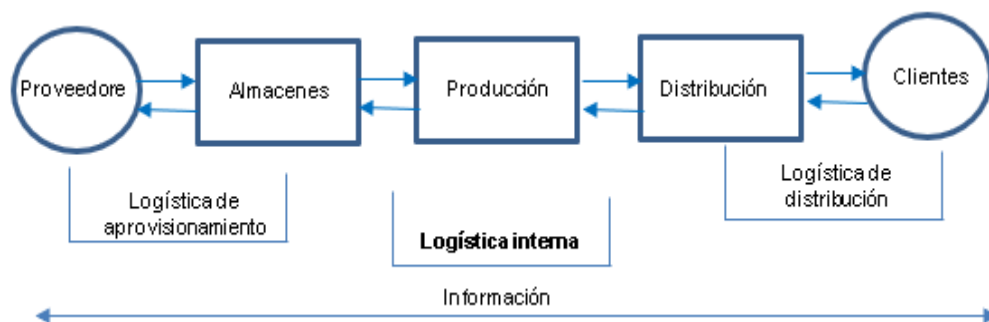 Proveedore
Almacenes
Producción
Distribución
Clientes
Logística de
aprovisionamiento
Logística interna
Logística de
distribución
Información